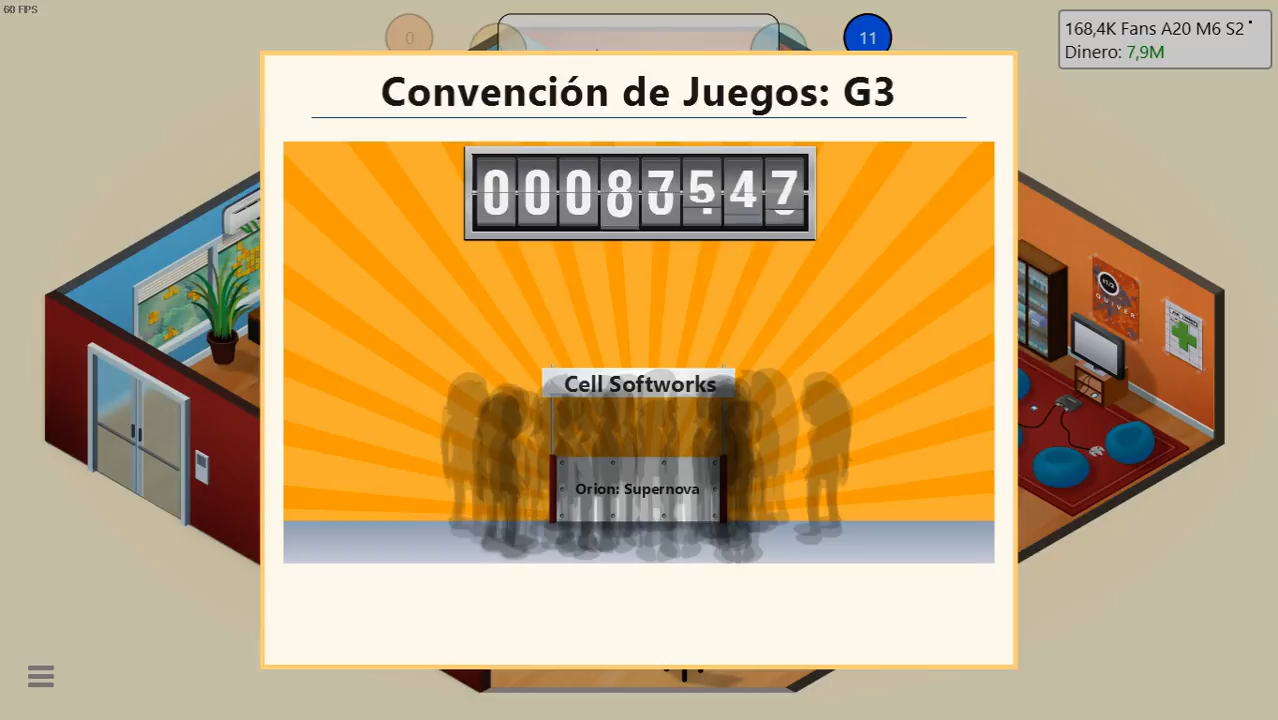 60 FPS
0
11
168,4K Fans A20 M6 S2
Dinero: 7,9M
Convención de Juegos: G3
Cell Softworks
Orion: Supernova
QUIVER